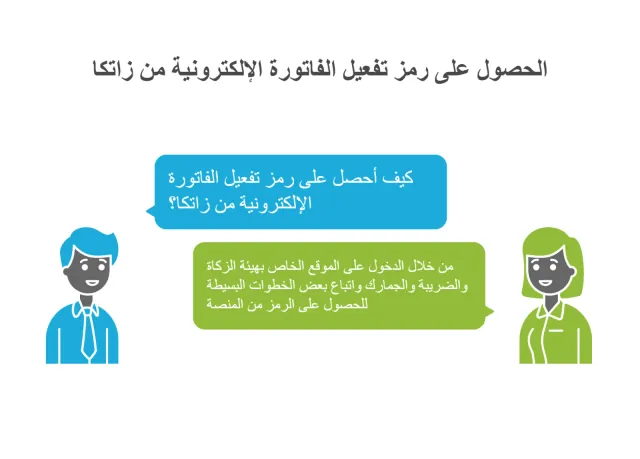 الحصول على رمز تفعيل الفاتورة الإلكترونية من زاتكا
كيف أحصل على رمز تفعيل الفاتورة
الإلكترونية من زاتكا؟
من خلال الدخول على الموقع الخاص بهيئة الزكاة
والضريبة والجمارك واتباع بعض الخطوات البسيطة
للحصول على الرمز من المنصة